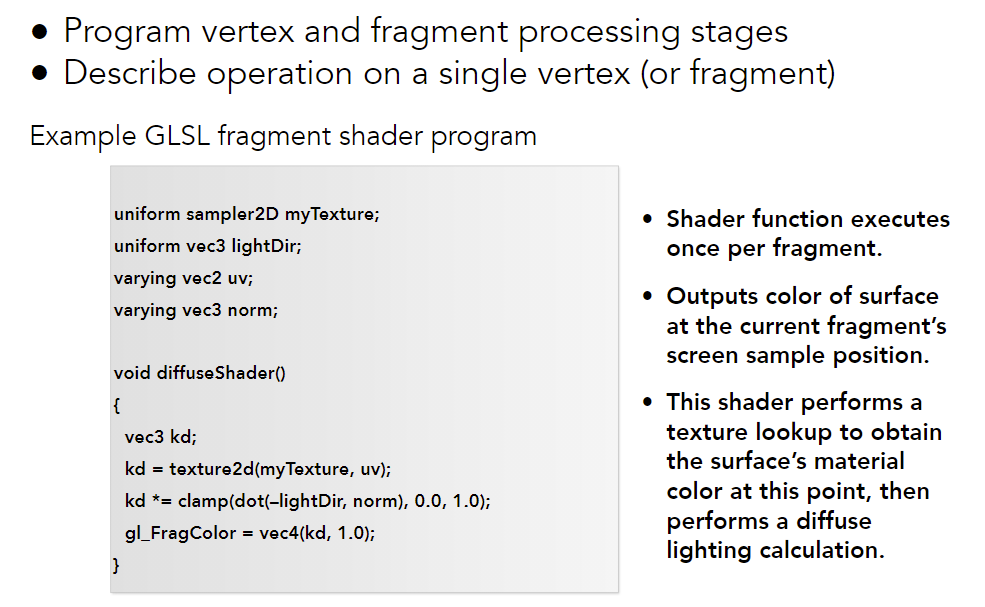 ● Program vertex and fragment processing stages
● Describe operation on a single vertex (or fragment)
Example GLSL fragment shader program
uniform sampler2D myTexture;
uniform vec3 lightDir;
varying vec2 uv;
varying vec3 norm;
void diffuseShader()
{
vec3 kd;
kd = texture2d(myTexture, uv);
kd *= clamp(dot(–lightDir, norm), 0.0, 1.0);
gl_FragColor = vec4(kd, 1.0);
}
• Shader function executes
once per fragment.
• Outputs color of surface
at the current fragment’s
screen sample position.
• This shader performs a
texture lookup to obtain
the surface’s material
color at this point, then
performs a diffuse
lighting calculation.